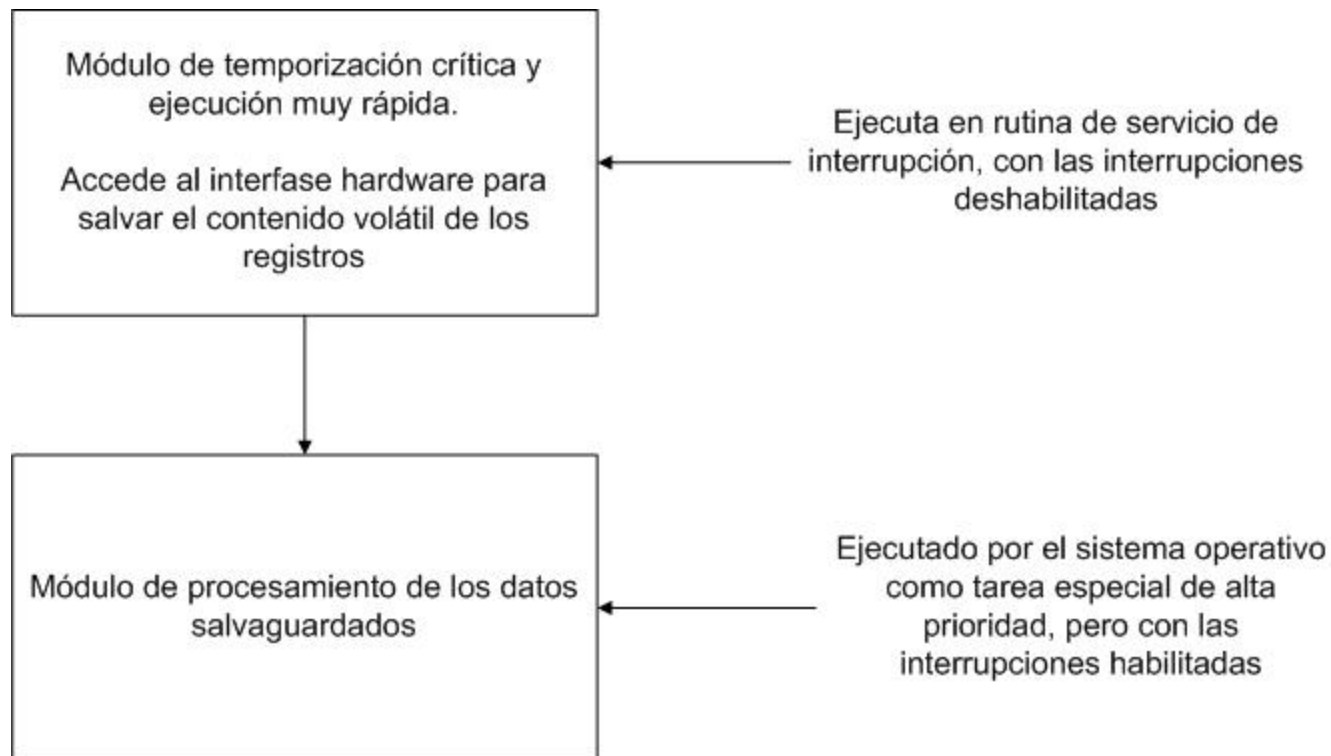 Módulo de temporización crítica y
ejecución muy rápida.
Accede al interfase hardware para
salvar el contenido volátil de los
registros
Ejecuta en rutina de servicio de
interrupción, con las interrupciones
deshabilitadas
Módulo de procesamiento de los datos
salvaguardados
Ejecutado por el sistema operativo
como tarea especial de alta
prioridad, pero con las
interrupciones habilitadas